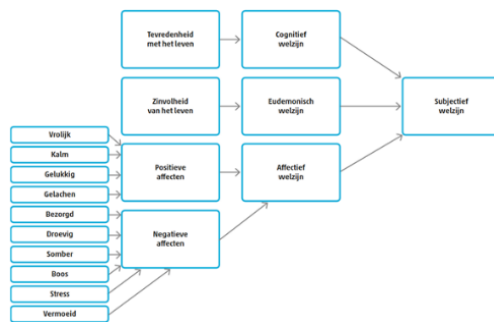 Tevredenheid
met het leven
Cognitief
welzijn
Zinvolheid
van het leven
Eudemonisch
welzijn
Subjectief
welzijn
Vrolijk
Kalm
Gelukkig
Gelachen
Positieve
affecten
Affectief
welzijn
Bezorgd
Droevig
Somber
Boos
Stress
Vermoeid
Negatieve
affecten